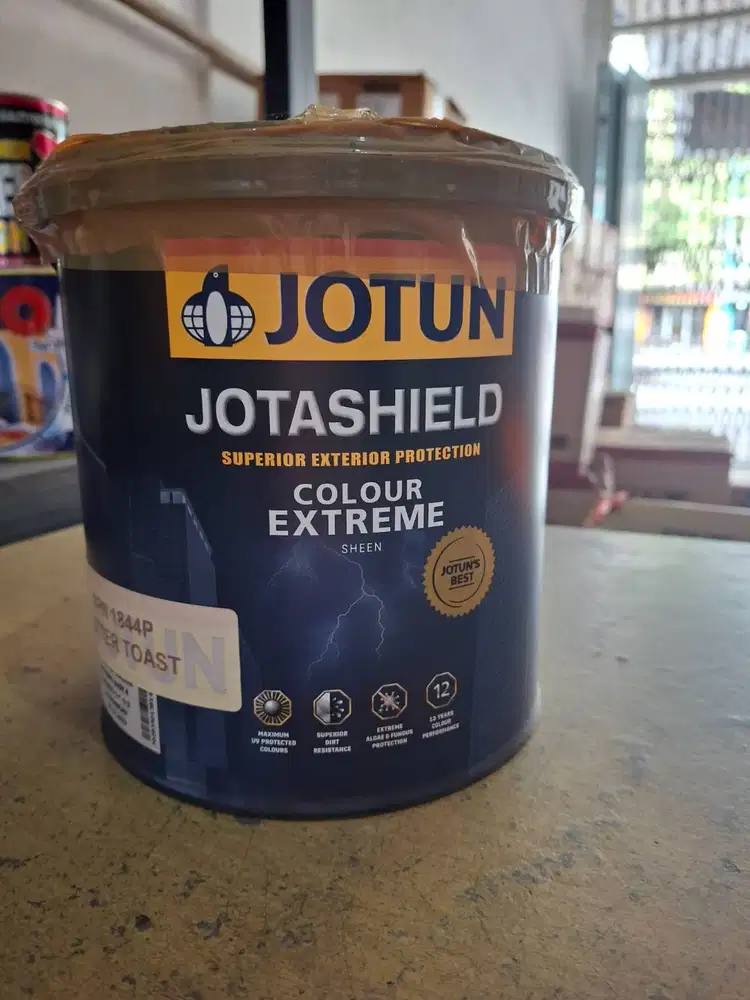 JOTUN
JOTASHIELD
SUPERIOR EXTERIOR PROTECTION
COLOUR
EXTREME
SHEEN
JOTUN'S
BEST
1844P
TOAST
12
MAXIMUM
UV PROTECTED
COLOURS
SUPERIOR
DIRT
RESISTANCE
EXTREME
ALGAE & FUNGUS
PROTECTION
12 YEARS
COLOUR
PERFORMANCE